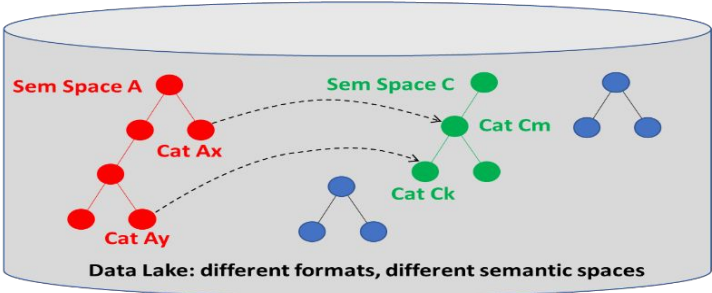 Sem Space A
Sem Space C
Cat Ax
Cat Cm
Cat Ck
Cat Ay
Data Lake: different formats, different semantic spaces